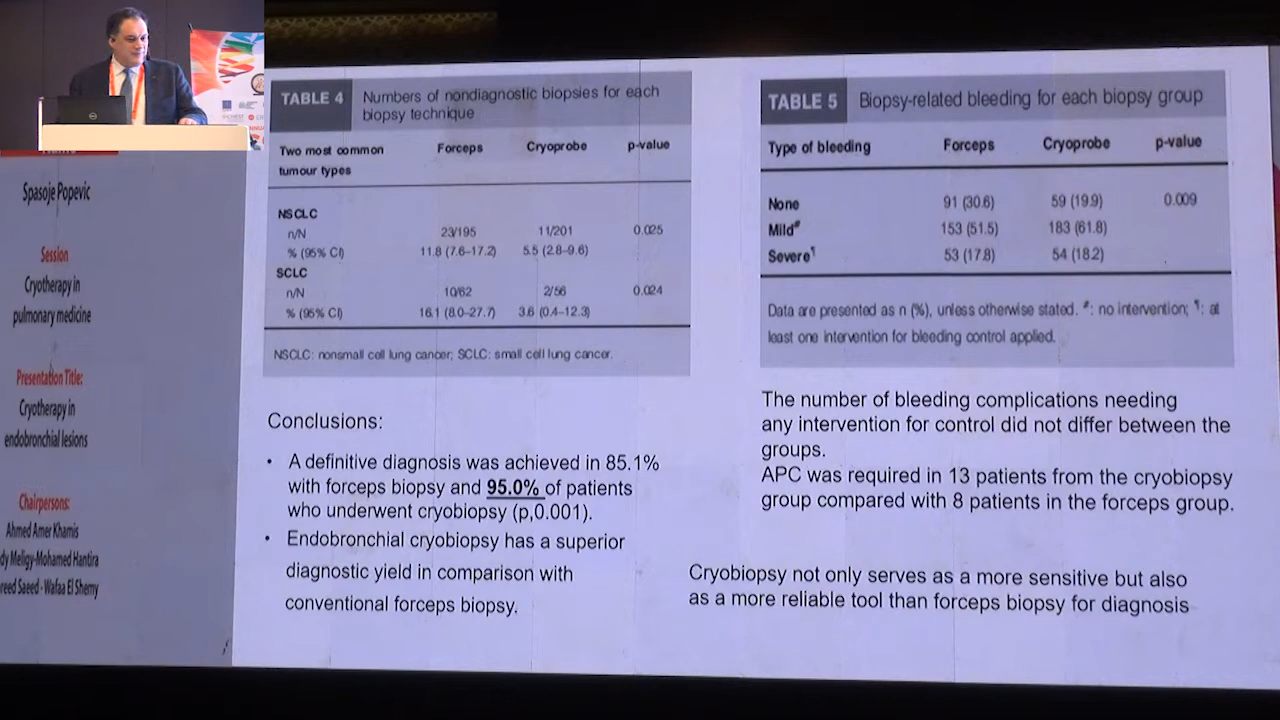 Spasoje Popevic
Session
Cryotherapy in
pulmonary medicine
Presentation Title:
Cryotherapy in
endobronchial lesions
Chairpersons:
Ahmed Amer Khamis
dy Meligy-Mohamed Hantira
reed Saeed - Wafaa El Shemy
TABLE 4 Numbers of nondiagnostic biopsies for each
biopsy technique
Two most common Forceps Cryoprobe p-value
tumour types
NSCLC
n/N 23/195 11/201 0.025
% (95% CI) 11.8 (7.6–17.2) 5.5 (2.8–9.6)
SCLC
n/N 10/62 2/56 0.024
% (95% CI) 16.1 (8.0–27.7) 3.6 (0.4–12.3)
NSCLC: nonsmall cell lung cancer; SCLC: small cell lung cancer.
Conclusions:
• A definitive diagnosis was achieved in 85.1%
with forceps biopsy and 95.0% of patients
who underwent cryobiopsy (p,0.001).
• Endobronchial cryobiopsy has a superior
diagnostic yield in comparison with
conventional forceps biopsy.
TABLE 5 Biopsy-related bleeding for each biopsy group
Type of bleeding Forceps Cryoprobe p-value
None 91 (30.6) 59 (19.9) 0.009
Mild# 153 (51.5) 183 (61.8)
Severe¶ 53 (17.8) 54 (18.2)
Data are presented as n (%), unless otherwise stated. #: no intervention; ¶: at
least one intervention for bleeding control applied.
The number of bleeding complications needing
any intervention for control did not differ between the
groups.
APC was required in 13 patients from the cryobiopsy
group compared with 8 patients in the forceps group.
Cryobiopsy not only serves as a more sensitive but also
as a more reliable tool than forceps biopsy for diagnosis